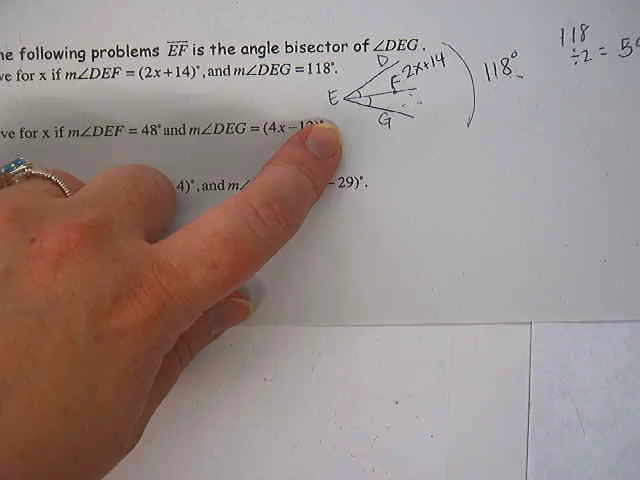 he following problems EF is the angle bisector of ∠DEG.
ve for x if m∠DEF = (2x+14)°, and m∠DEG = 118°.
ve for x if m∠DEF = 48° and m∠DEG = (4x −
4)°, and m∠
− 29)°.
D
F
2x+14
E
G
118°
118
÷2 = 5